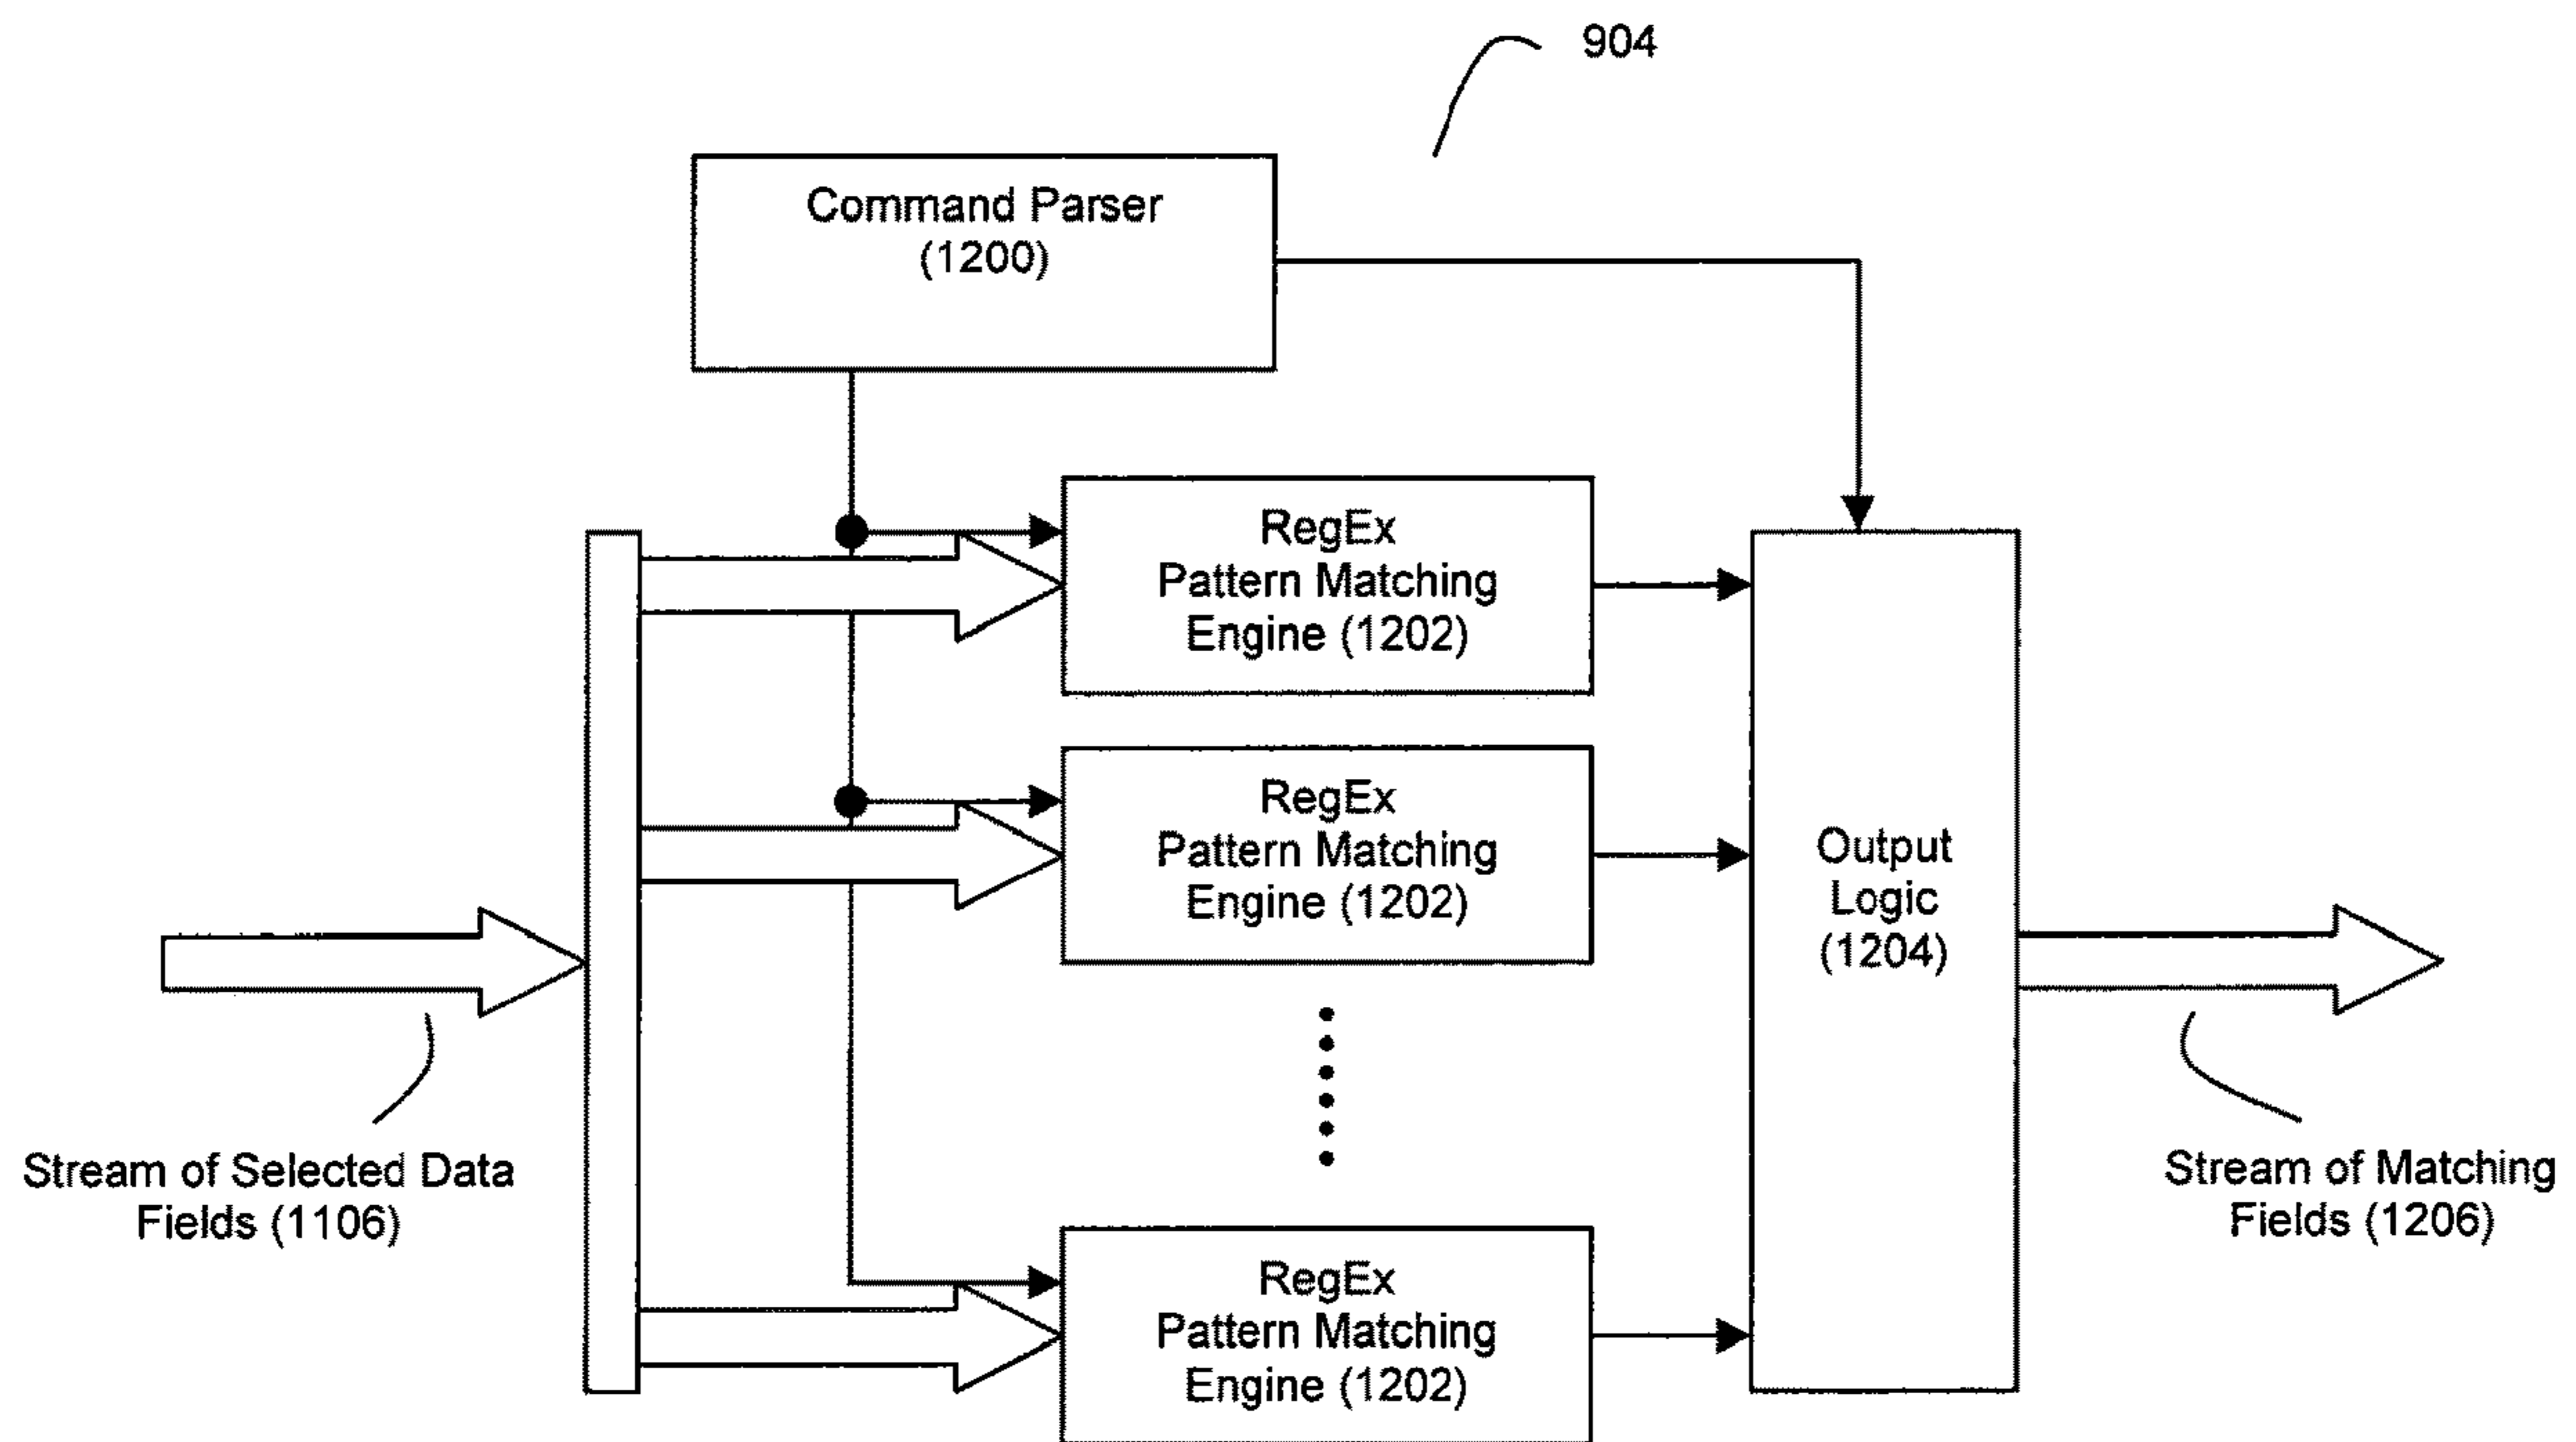 904
Command Parser
(1200)
RegEx
Pattern Matching
Engine (1202)
RegEx
Pattern Matching
Engine (1202)
Output
Logic
(1204)
Stream of Selected Data
Fields (1106)
Stream of Matching
Fields (1206)
RegEx
Pattern Matching
Engine (1202)